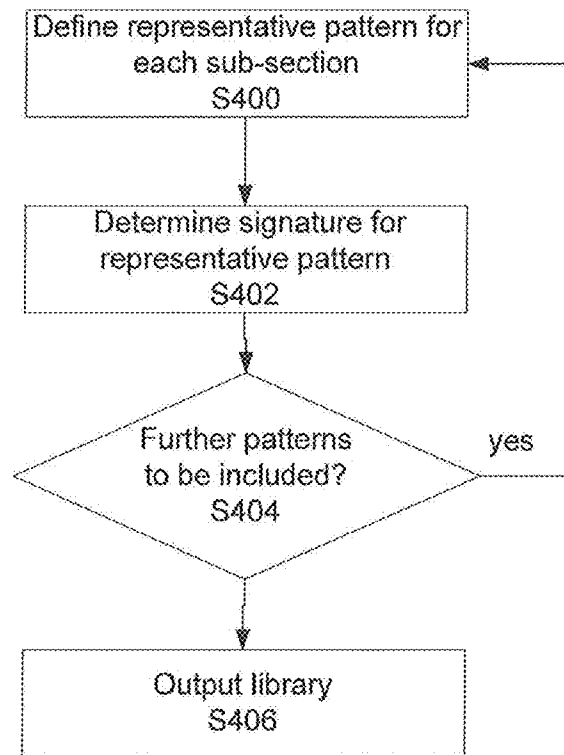 Define representative pattern for
each sub-section
S400
Determine signature for
representative pattern
S402
Further patterns
to be included?
S404
yes
Output library
S406